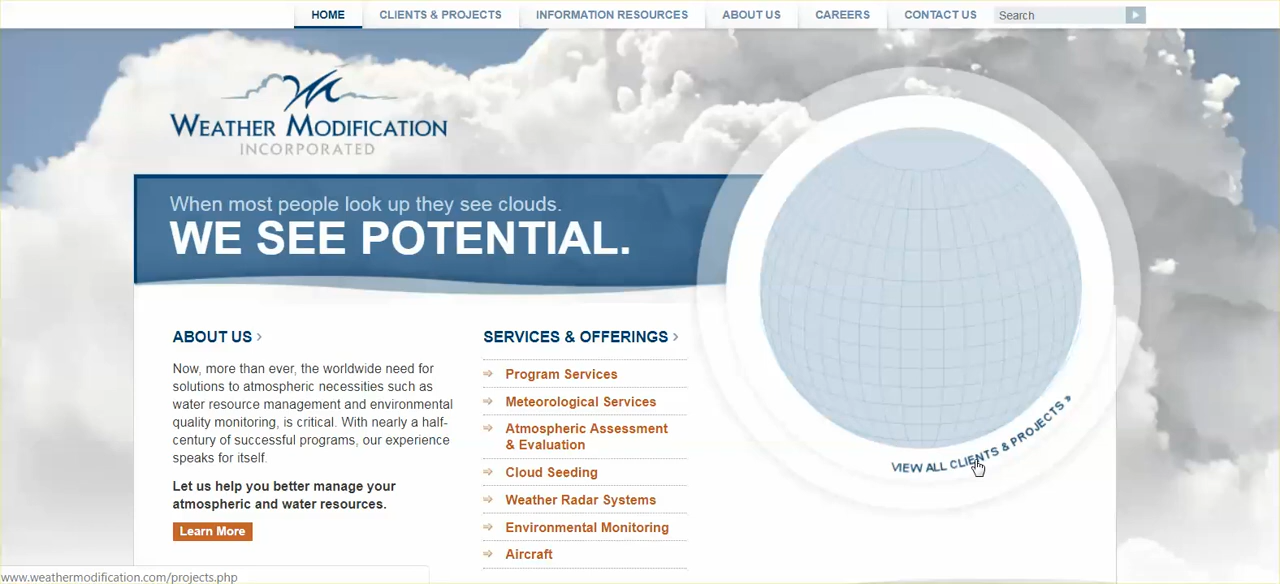 HOME
CLIENTS & PROJECTS
INFORMATION RESOURCES
ABOUT US
CAREERS
CONTACT US
Search
WEATHER MODIFICATION
INCORPORATED
When most people look up they see clouds.
WE SEE POTENTIAL.
ABOUT US
Now, more than ever, the worldwide need for
solutions to atmospheric necessities such as
water resource management and environmental
quality monitoring, is critical. With nearly a half-
century of successful programs, our experience
speaks for itself.
Let us help you better manage your
atmospheric and water resources.
Learn More
SERVICES & OFFERINGS
Program Services
Meteorological Services
Atmospheric Assessment
& Evaluation
Cloud Seeding
Weather Radar Systems
Environmental Monitoring
Aircraft
VIEW ALL CLIENTS & PROJECTS »
www.weathermodification.com/projects.php